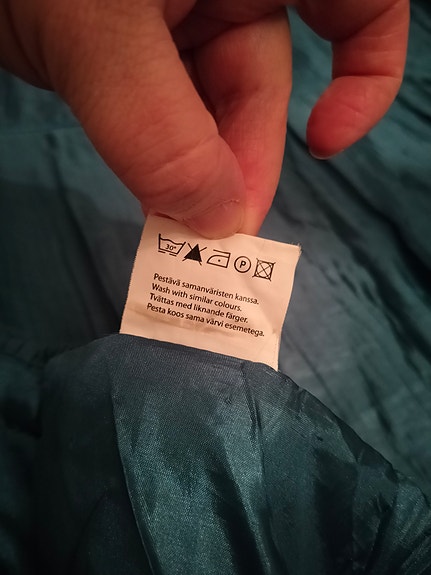 30°
P
Pestävä samanväristen kanssa.
Wash with similar colours.
Tvättas med liknande färger.
Pesta koos sama värvi esemetega.